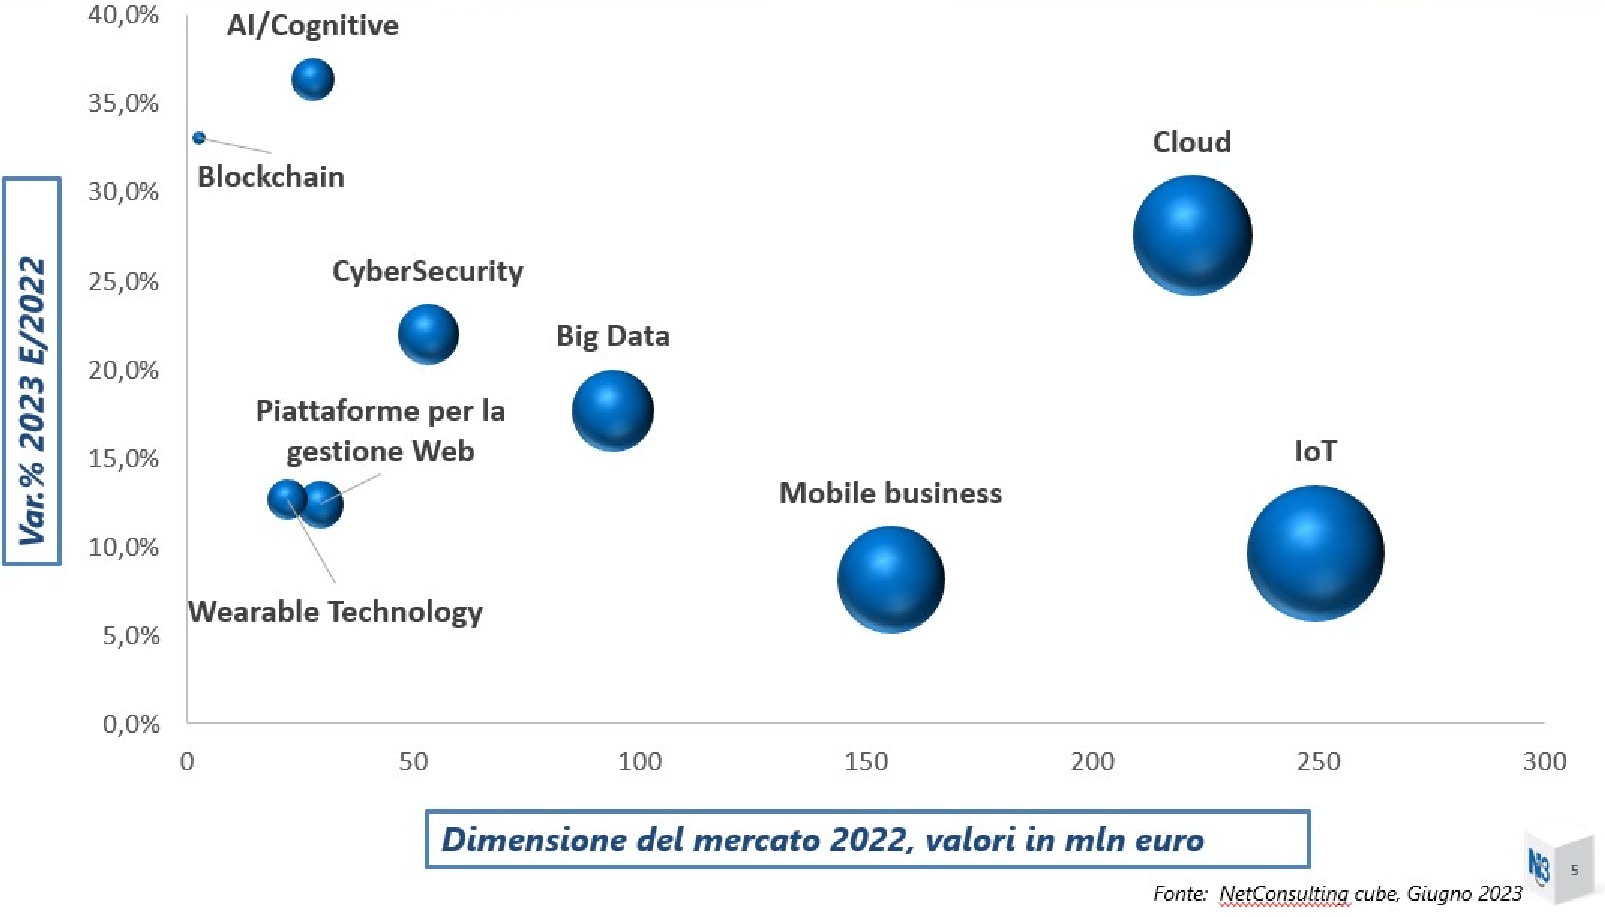 40,0%
AI/Cognitive
35,0%
Blockchain
30,0%
Cloud
CyberSecurity
25,0%
Big Data
20,0%
Piattaforme per la
gestione Web
15,0%
IoT
Mobile business
10,0%
Wearable Technology
5,0%
0,0%
Var.% 2023 E/2022
0 50 100 150 200 250 300
Dimensione del mercato 2022, valori in mln euro
Fonte: NetConsulting cube, Giugno 2023
5